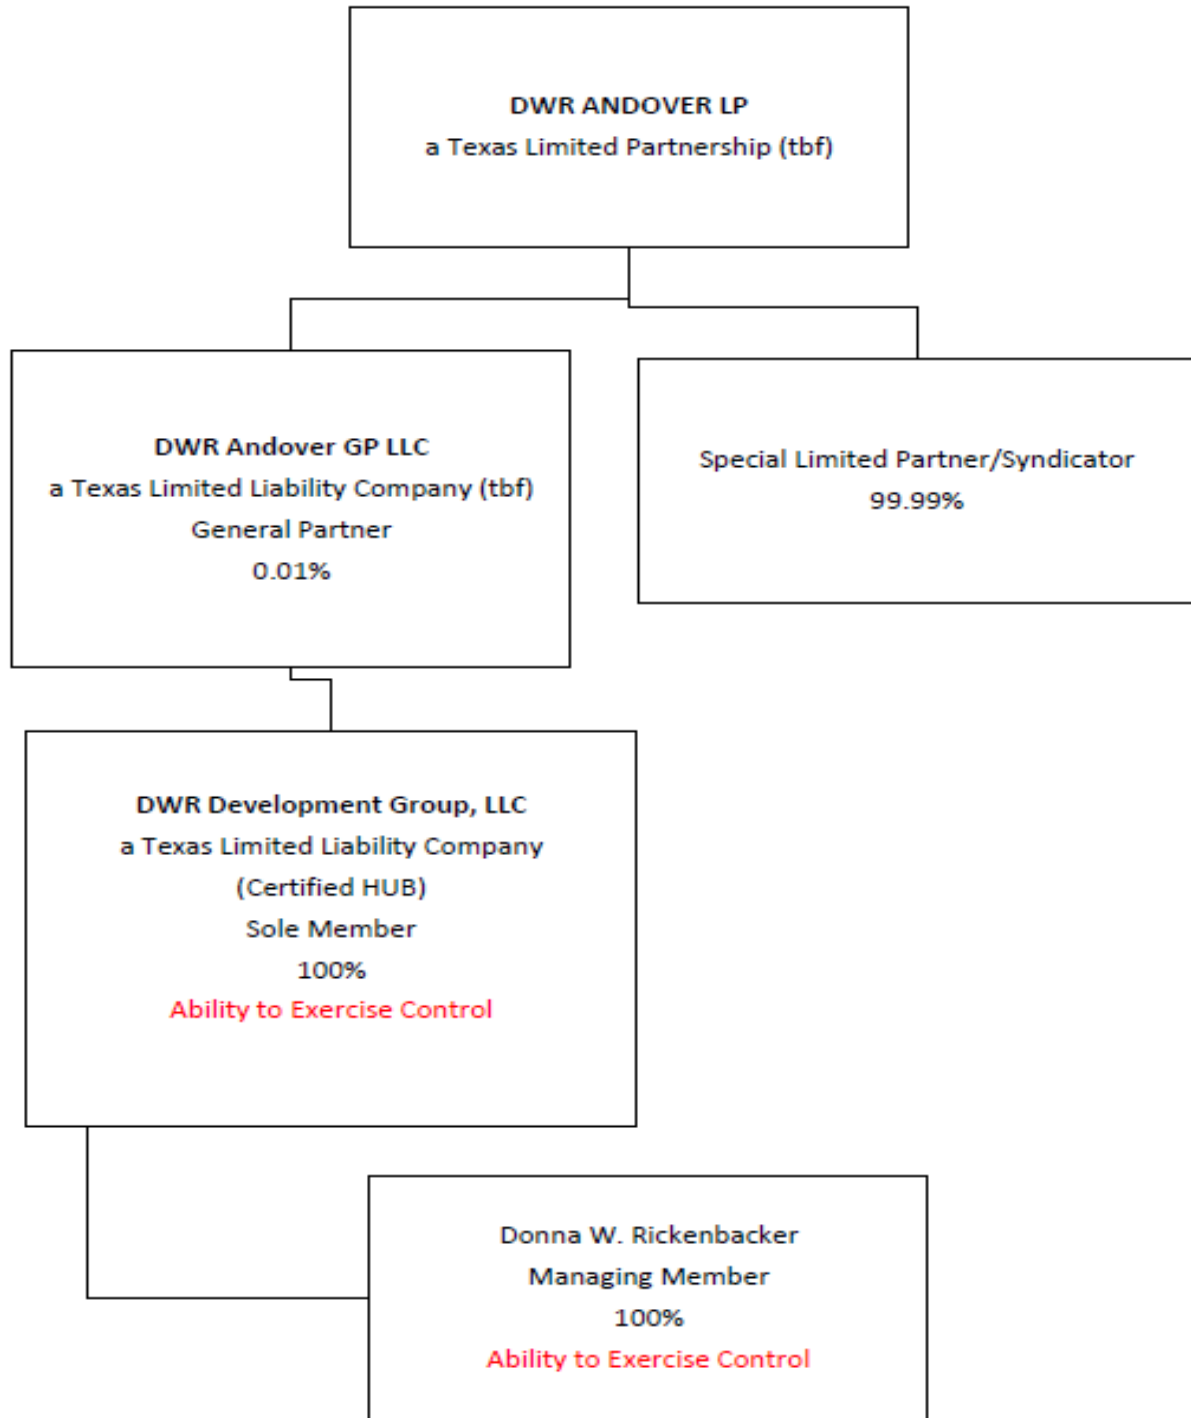 DWR ANDOVER LP
a Texas Limited Partnership (tbf)
DWR Andover GP LLC
a Texas Limited Liability Company (tbf)
General Partner
0.01%
Special Limited Partner/Syndicator
99.99%
DWR Development Group, LLC
a Texas Limited Liability Company
(Certified HUB)
Sole Member
100%
Ability to Exercise Control
Donna W. Rickenbacker
Managing Member
100%
Ability to Exercise Control